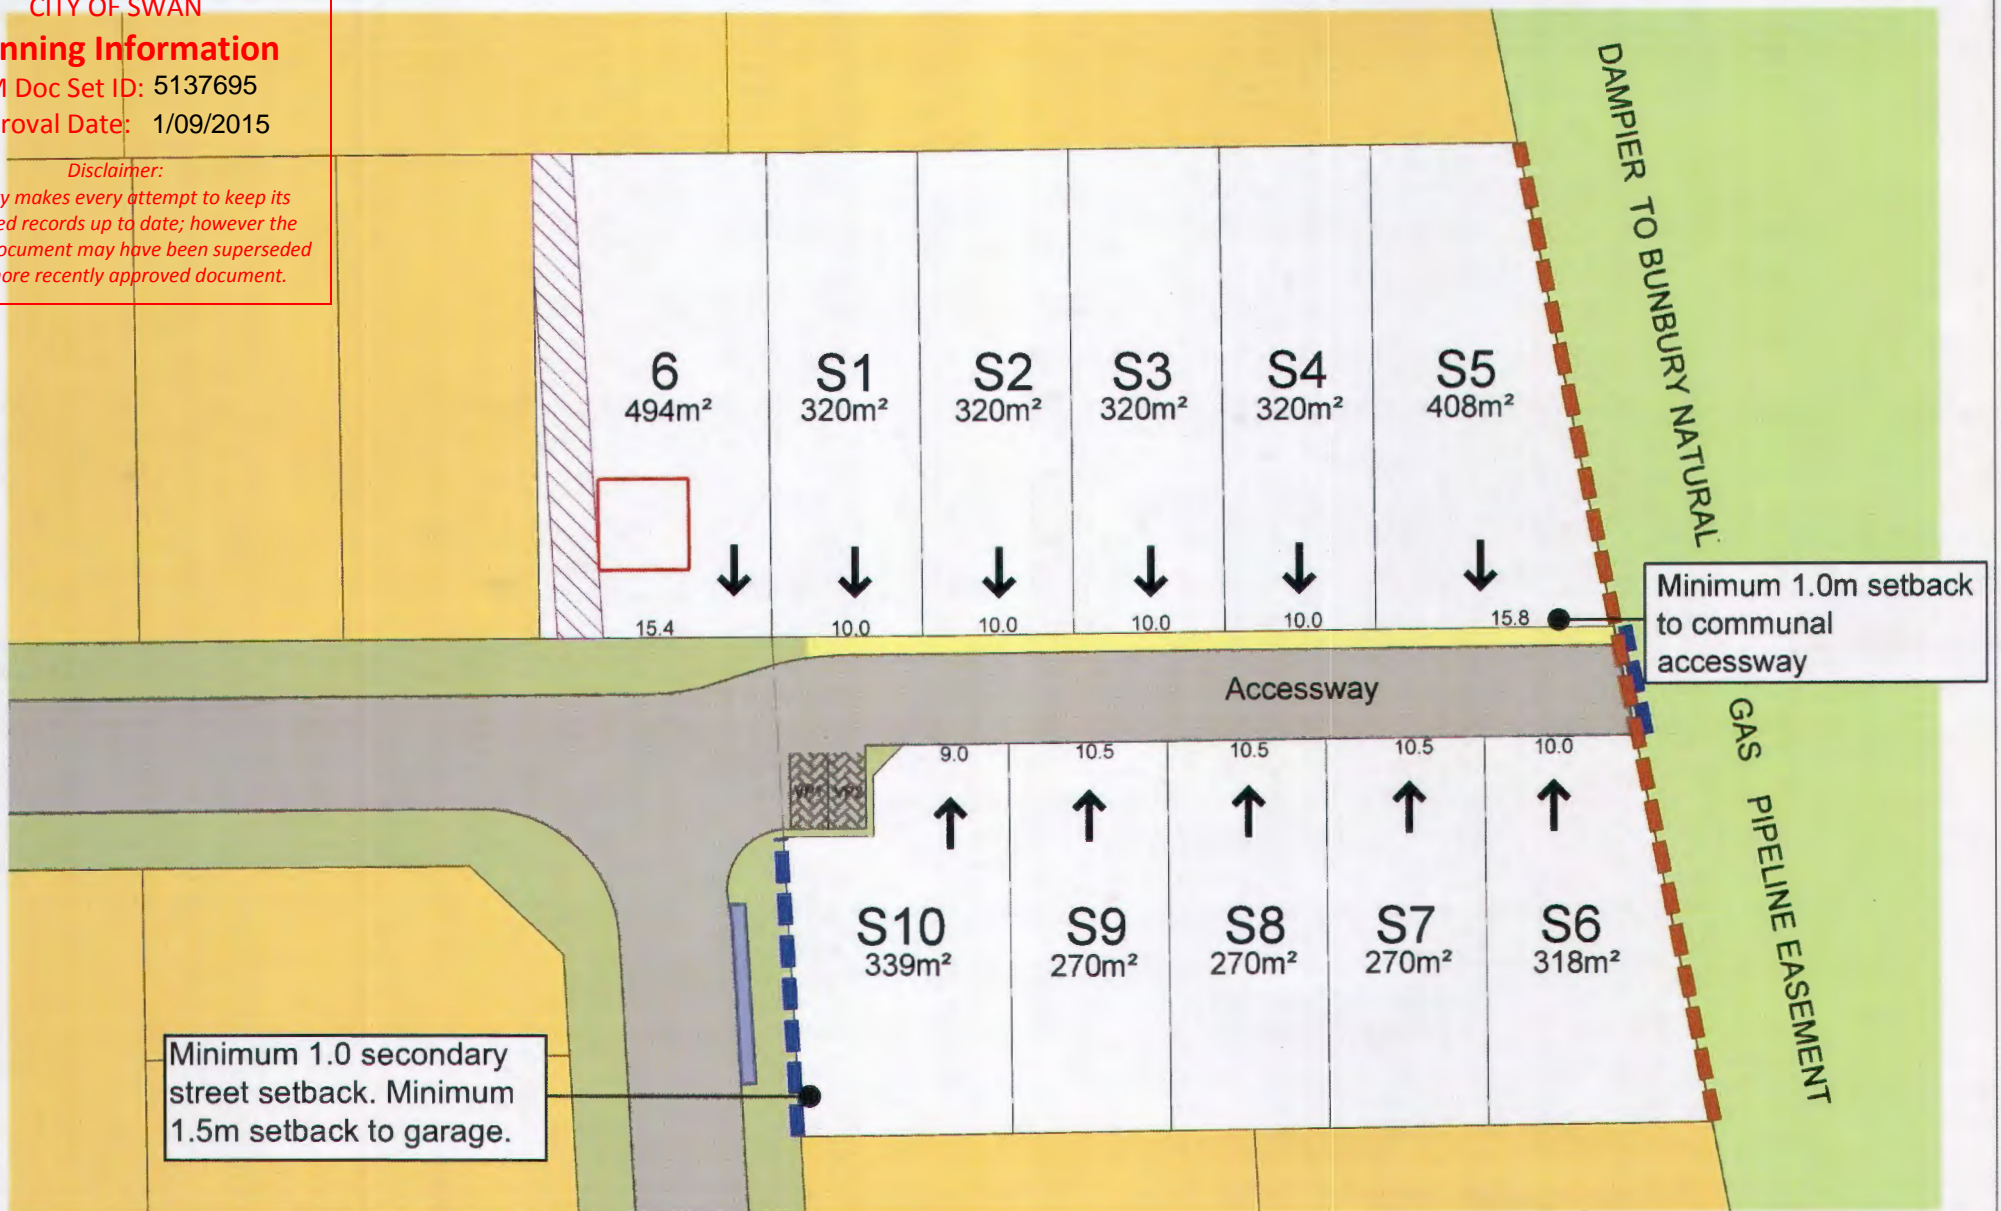 CITY OF SWAN
nning Information
M Doc Set ID: 5137695
roval Date: 1/09/2015
Disclaimer:
y makes every attempt to keep its
ed records up to date; however the
ocument may have been superseded
ore recently approved document.
DAMPIER TO BUNBURY NATURAL GAS PIPELINE EASEMENT
6
494m²
S1
320m²
S2
320m²
S3
320m²
S4
320m²
S5
408m²
15.4
10.0
10.0
10.0
10.0
15.8
Minimum 1.0m setback
to communal
accessway
Accessway
9.0
10.5
10.5
10.5
10.0
VP1
VP2
S10
339m²
S9
270m²
S8
270m²
S7
270m²
S6
318m²
Minimum 1.0 secondary
street setback. Minimum
1.5m setback to garage.